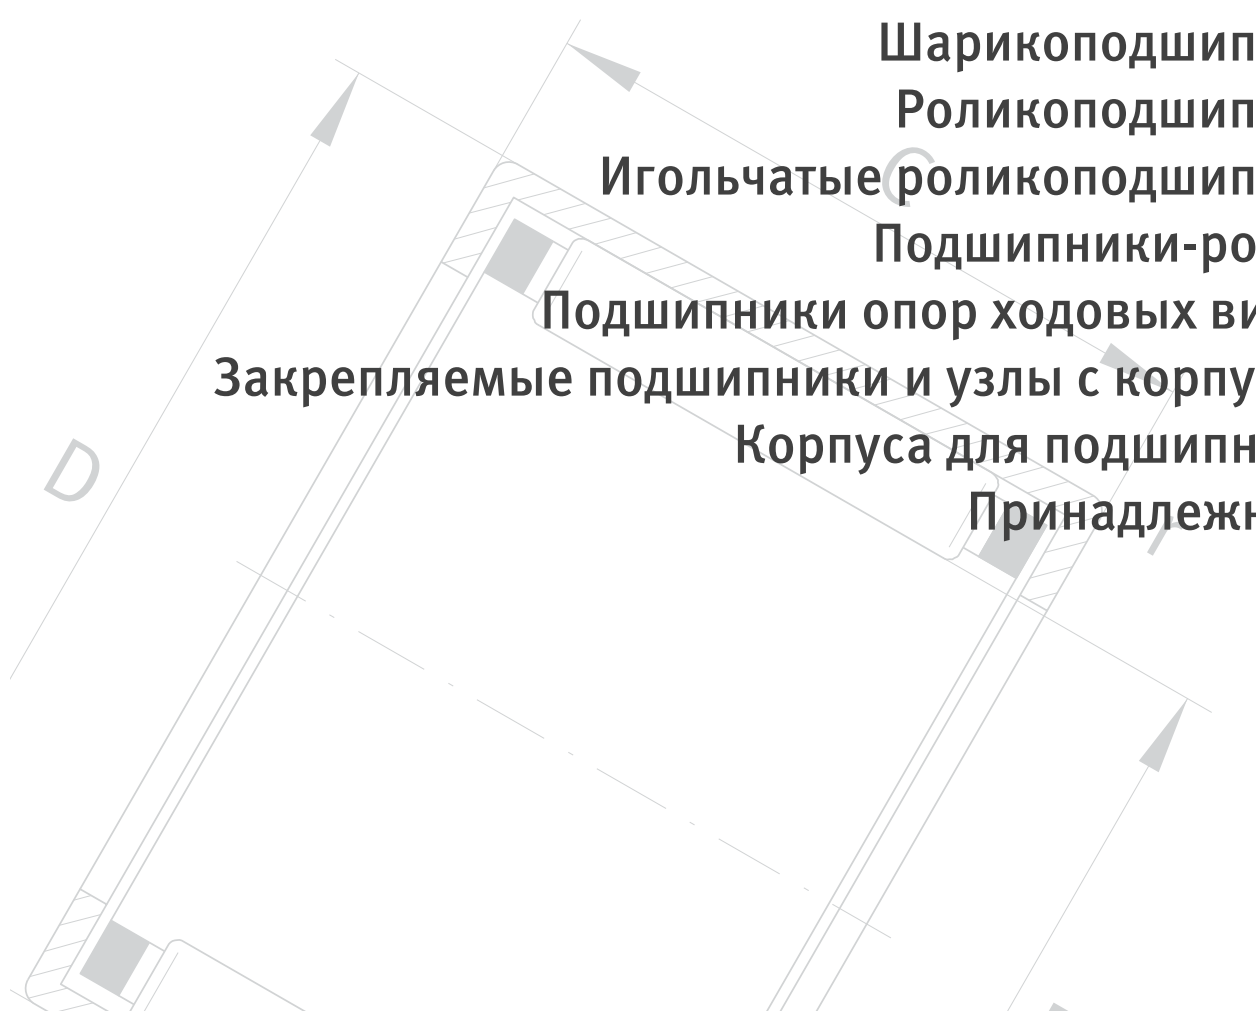 Шарикоподшип
Роликоподшип
C
Игольчатые роликоподшип
Подшипники-ро
Подшипники опор ходовых ви
Закрепляемые подшипники и узлы с корпу
Корпуса для подшипн
D
Принадлежн
r